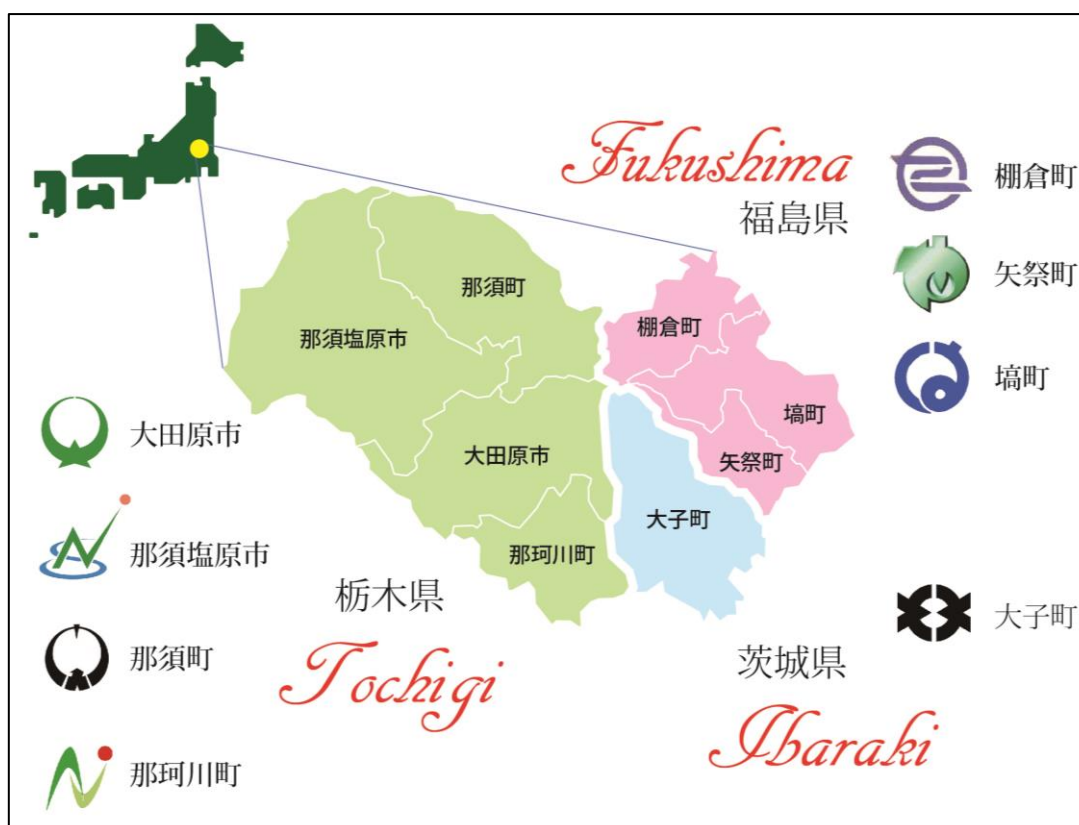 Fukushima
福島県
棚倉町
矢祭町
塙町
那須町
那須塩原市
棚倉町
塙町
矢祭町
大田原市
大子町
那珂川町
大田原市
那須塩原市
那須町
那珂川町
栃木県
Tochigi
茨城県
Ibaraki
大子町